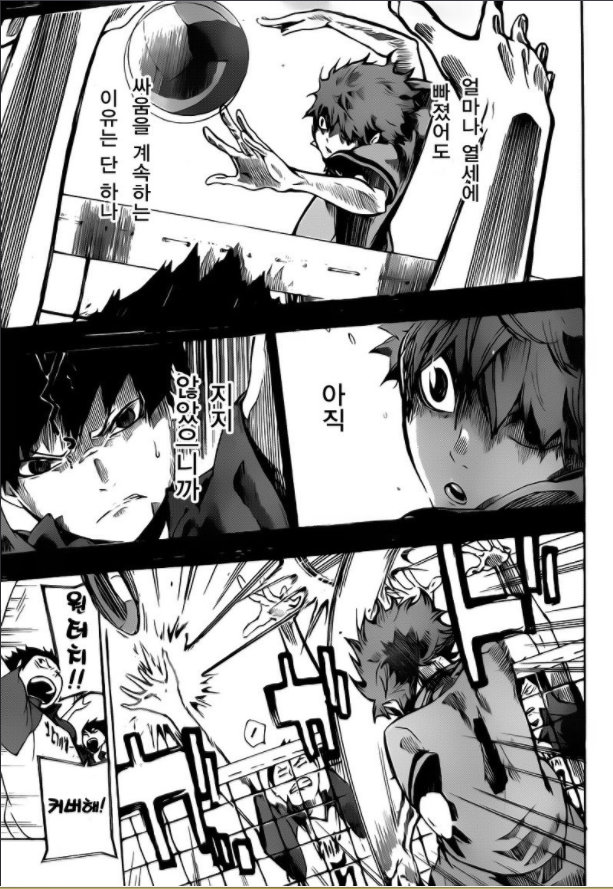 얼마나 열세에
빠졌어도
싸움을 계속하는
이유는 단 하나
아직
지지
않았으니까
원터치!!
커버해!